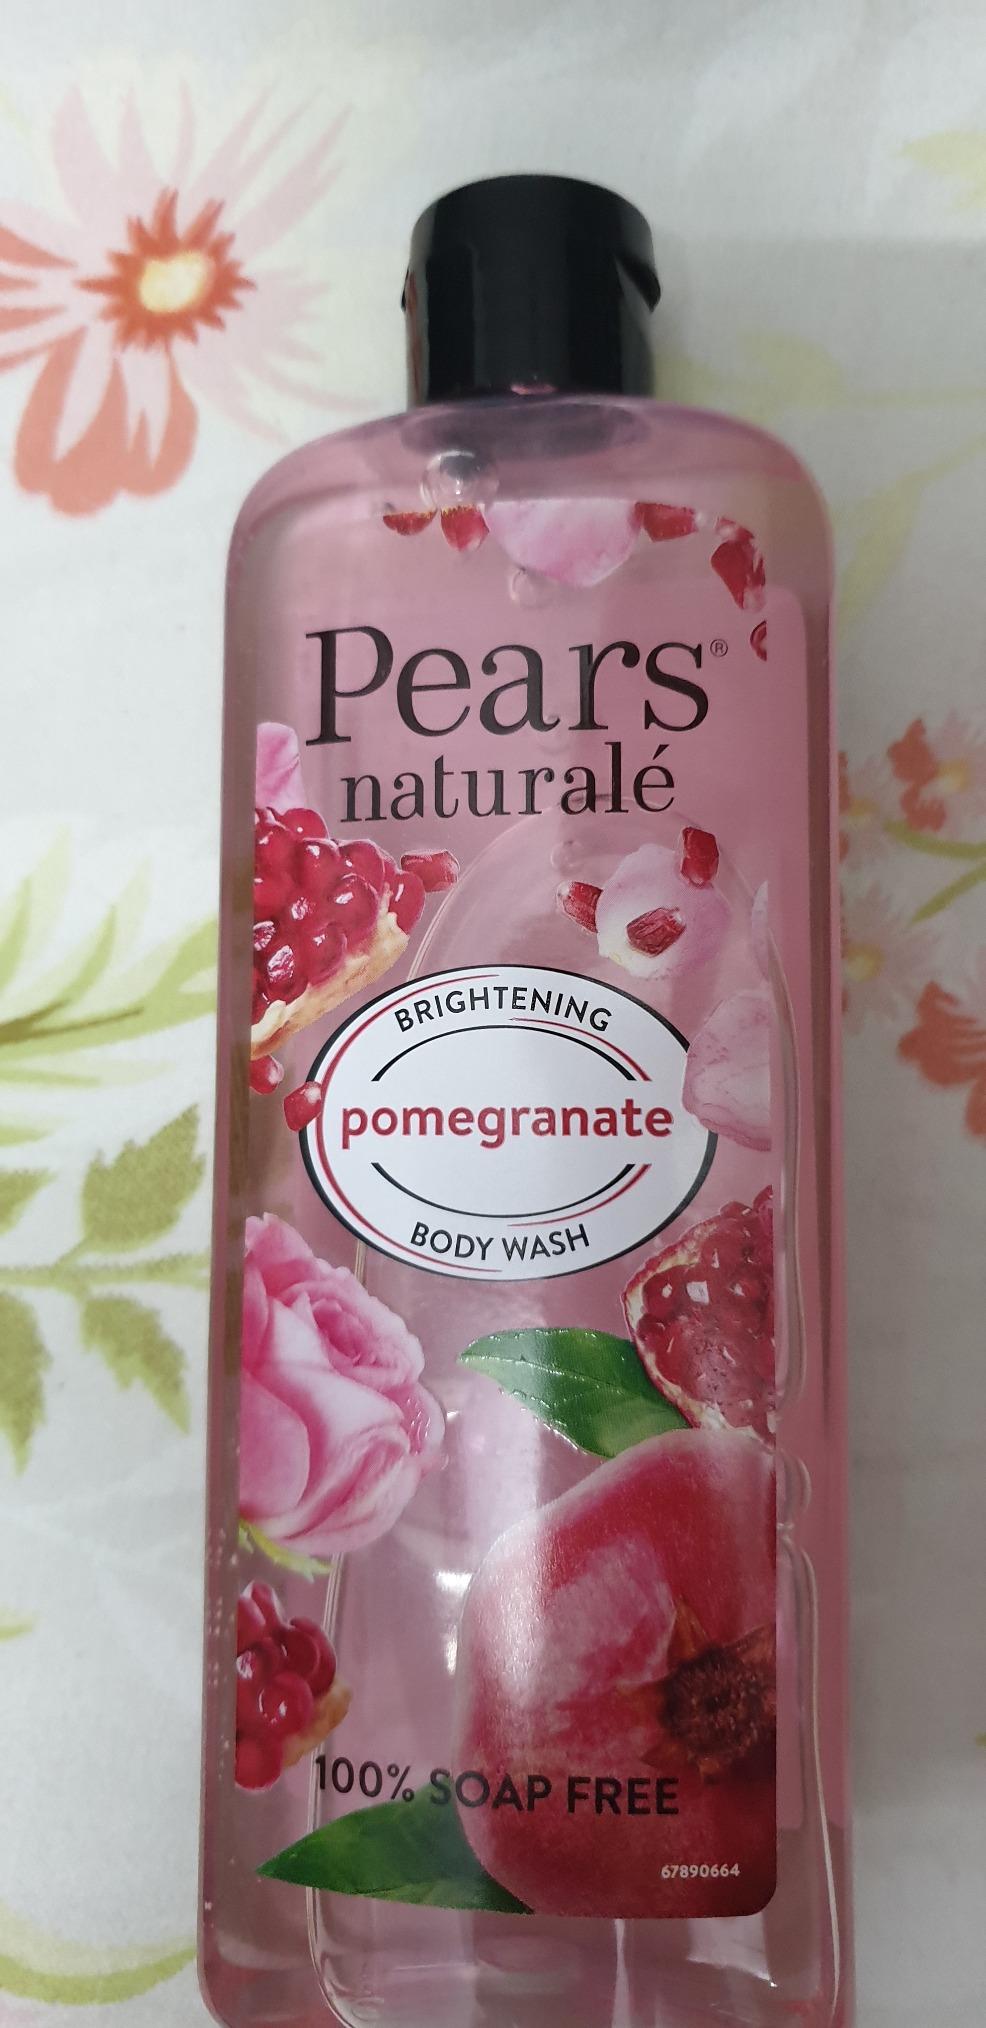 Pears®
naturalé
BRIGHTENING
pomegranate
BODY WASH
100% SOAP FREE
67890664